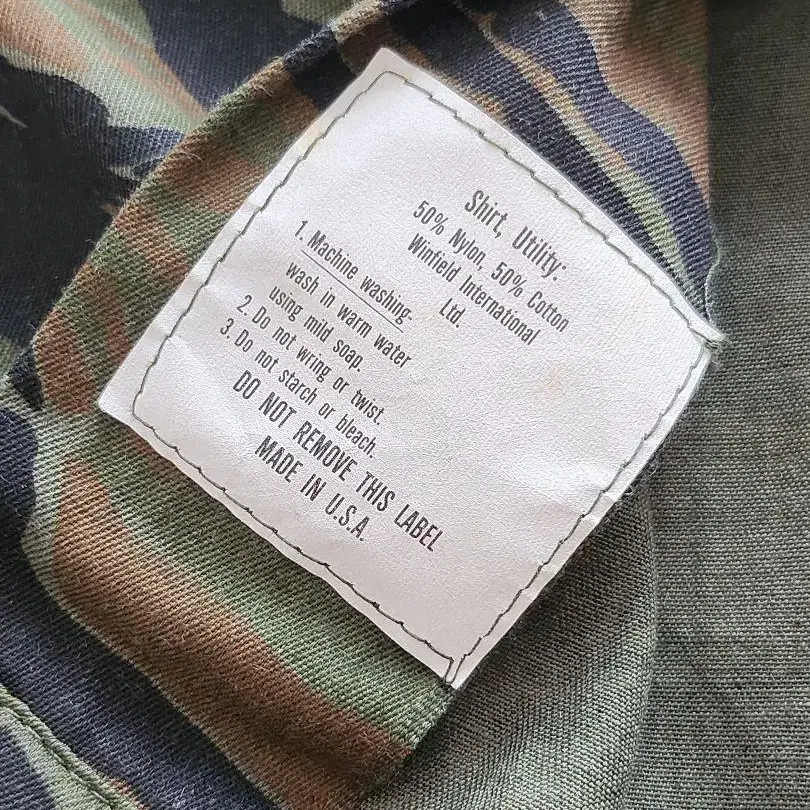 Shirt, Utility:
50% Nylon, 50% Cotton
Winfield International
Ltd.
1. Machine washing-
wash in warm water
using mid soap.
2. Do not wring or twist.
3. Do not starch or bleach.
DO NOT REMOVE THIS LABEL
MADE IN U.S.A.